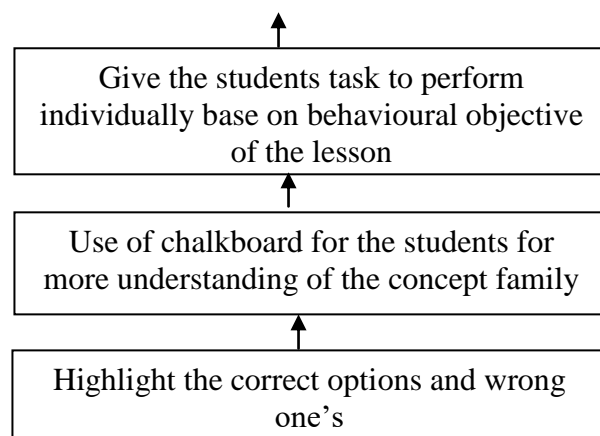 Give the students task to perform
individually base on behavioural objective
of the lesson
Use of chalkboard for the students for
more understanding of the concept family
Highlight the correct options and wrong
one's